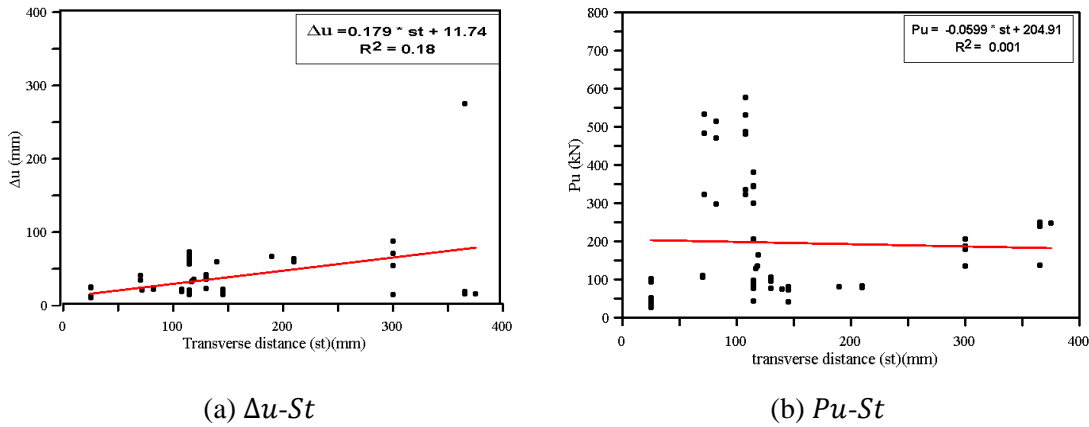 400
300
200
100
0
Δu (mm)
Δu =0.179 * st + 11.74
R2 = 0.18
0 100 200 300 400
Transverse distance (st)(mm)
(a) Δu-St
800
700
600
500
400
300
200
100
0
Pu (kN)
Pu = -0.0599 * st + 204.91
R2 = 0.001
0 100 200 300 400
transverse distance (st)(mm)
(b) Pu-St